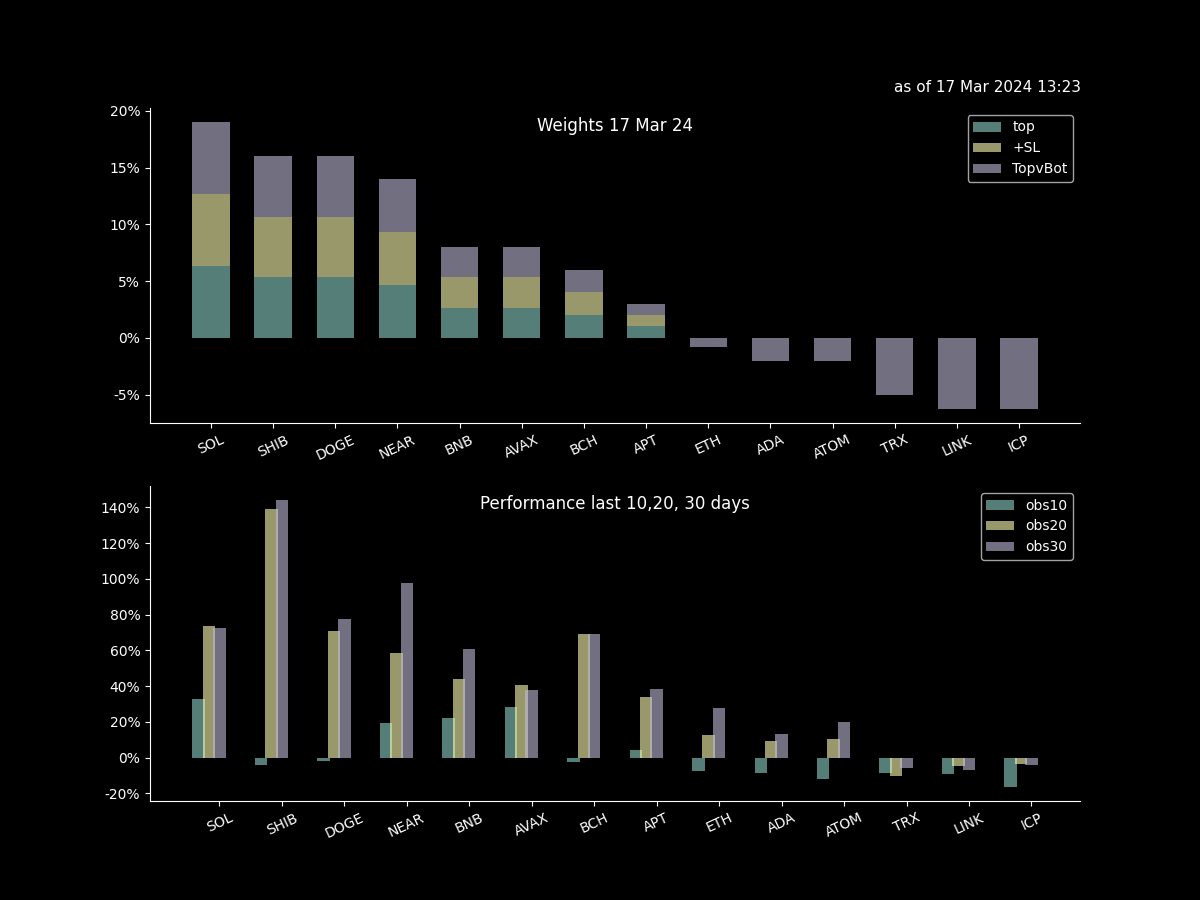 as of 17 Mar 2024 13:23
Weights 17 Mar 24
top
+SL
TopvBot
20%
15%
10%
5%
0%
-5%
SOL SHIB DOGE NEAR BNB AVAX BCH APT ETH ADA ATOM TRX LINK ICP
Performance last 10,20, 30 days
obs10
obs20
obs30
140%
120%
100%
80%
60%
40%
20%
0%
-20%
SOL SHIB DOGE NEAR BNB AVAX BCH APT ETH ADA ATOM TRX LINK ICP